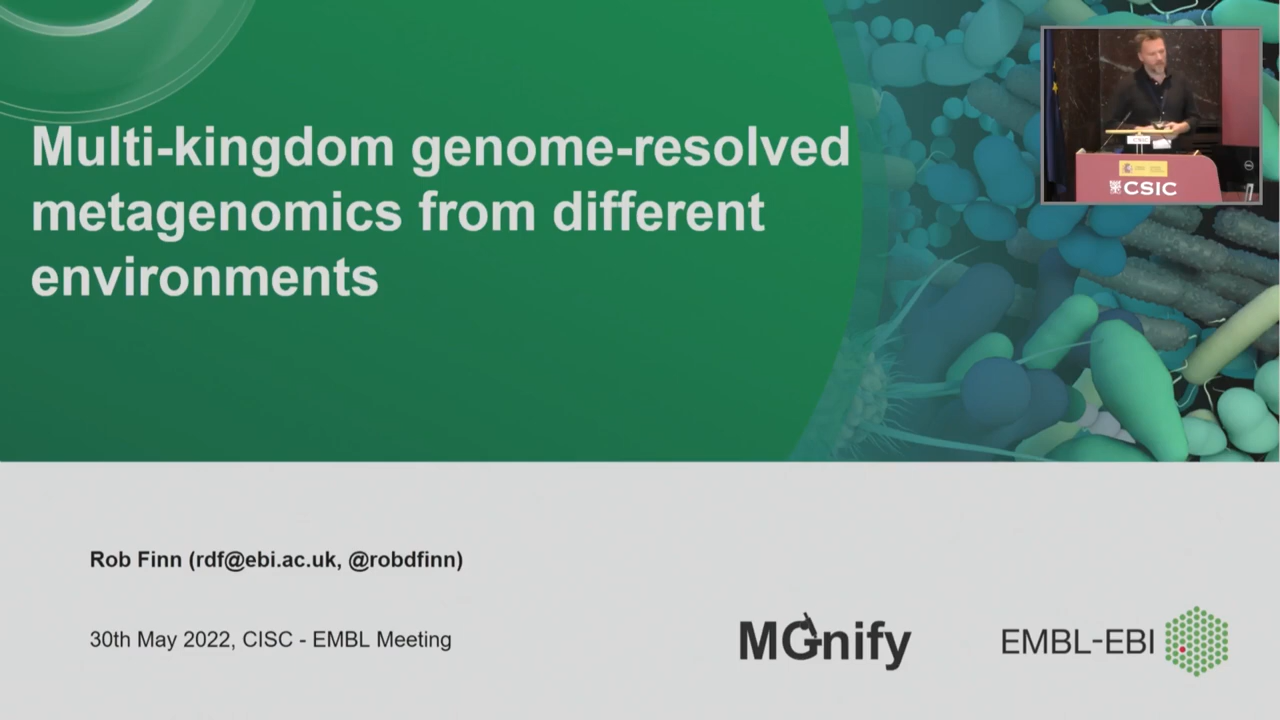 Multi-kingdom genome-resolved
metagenomics from different
environments
CSIC
Rob Finn (rdf@ebi.ac.uk, @robdfinn)
30th May 2022, CISC - EMBL Meeting
MGnify
EMBL-EBI